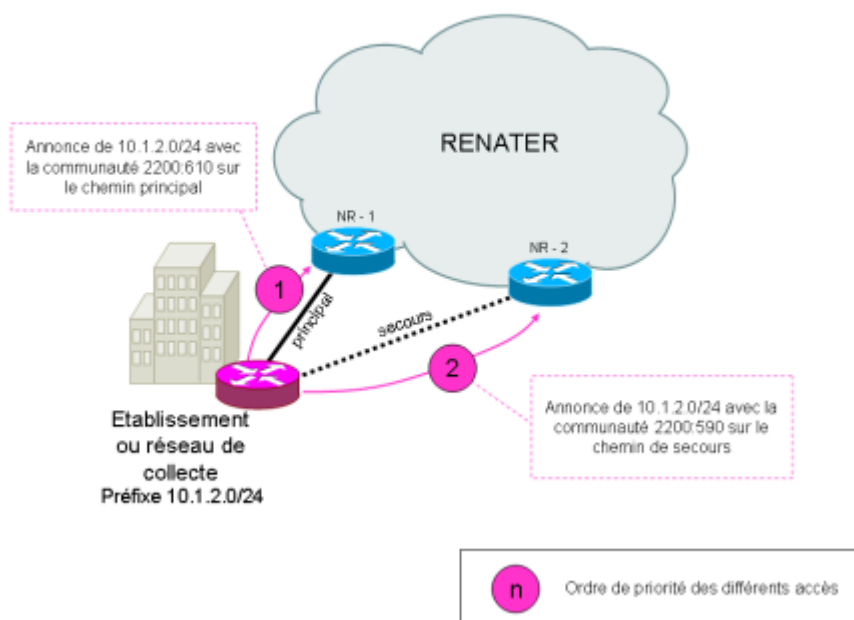 RENATER
Annonce de 10.1.2.0/24 avec
la communauté 2200:610 sur
le chemin principal
NR - 1
NR - 2
1
principal
secours
2
Etablissement
ou réseau de
collecte
Préfixe 10.1.2.0/24
Annonce de 10.1.2.0/24 avec la
communauté 2200:590 sur le
chemin de secours
n
Ordre de priorité des différents accès